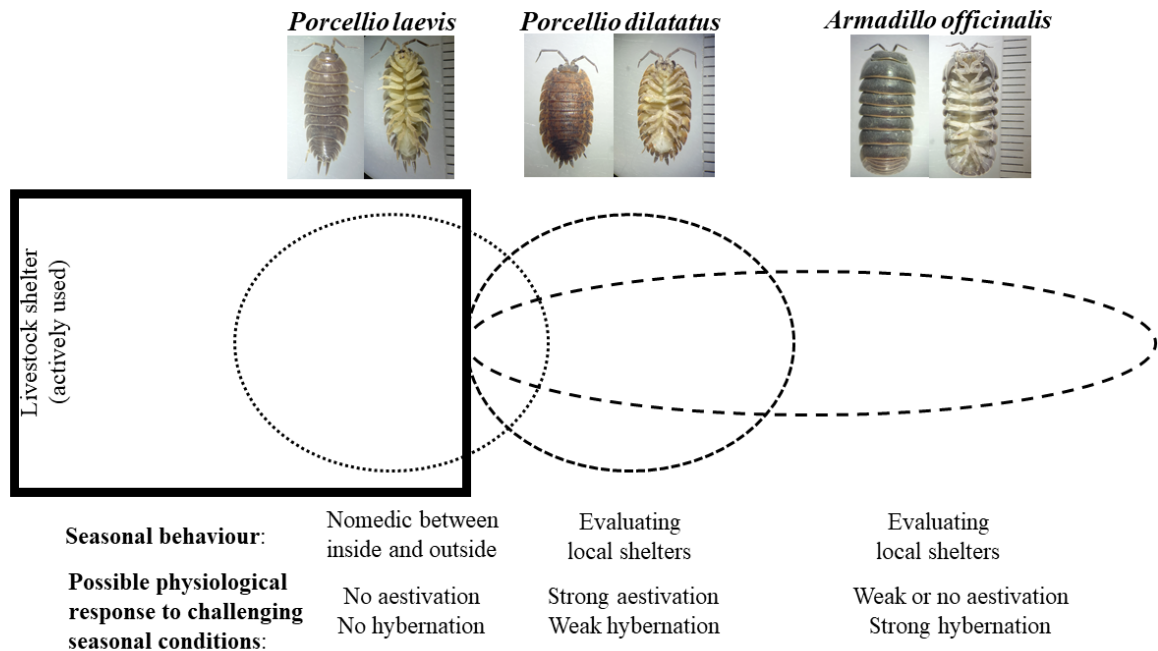 Porcellio laevis
Porcellio dilatatus
Armadillo officinalis
Livestock shelter
(actively used)
Seasonal behaviour:
Nomedic between
inside and outside
Evaluating
local shelters
Evaluating
local shelters
Possible physiological
response to challenging
seasonal conditions:
No aestivation
No hybernation
Strong aestivation
Weak hybernation
Weak or no aestivation
Strong hybernation